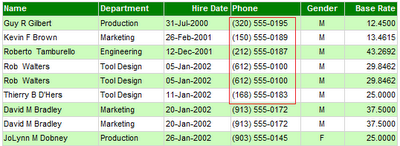 Name Department Hire Date Phone Gender Base Rate
Guy R Gilbert Production 31-Jul-2000 (320) 555-0195 M 12.4500
Kevin F Brown Marketing 26-Feb-2001 (150) 555-0189 M 13.4615
Roberto Tamburello Engineering 12-Dec-2001 (212) 555-0187 M 43.2692
Rob Walters Tool Design 05-Jan-2002 (612) 555-0100 M 29.8462
Rob Walters Tool Design 05-Jan-2002 (612) 555-0100 M 29.8462
Thierry B D'Hers Tool Design 11-Jan-2002 (168) 555-0183 M 25.0000
David M Bradley Marketing 20-Jan-2002 (913) 555-0172 M 37.5000
David M Bradley Marketing 20-Jan-2002 (913) 555-0172 M 37.5000
JoLynn M Dobney Production 26-Jan-2002 (903) 555-0145 F 25.0000